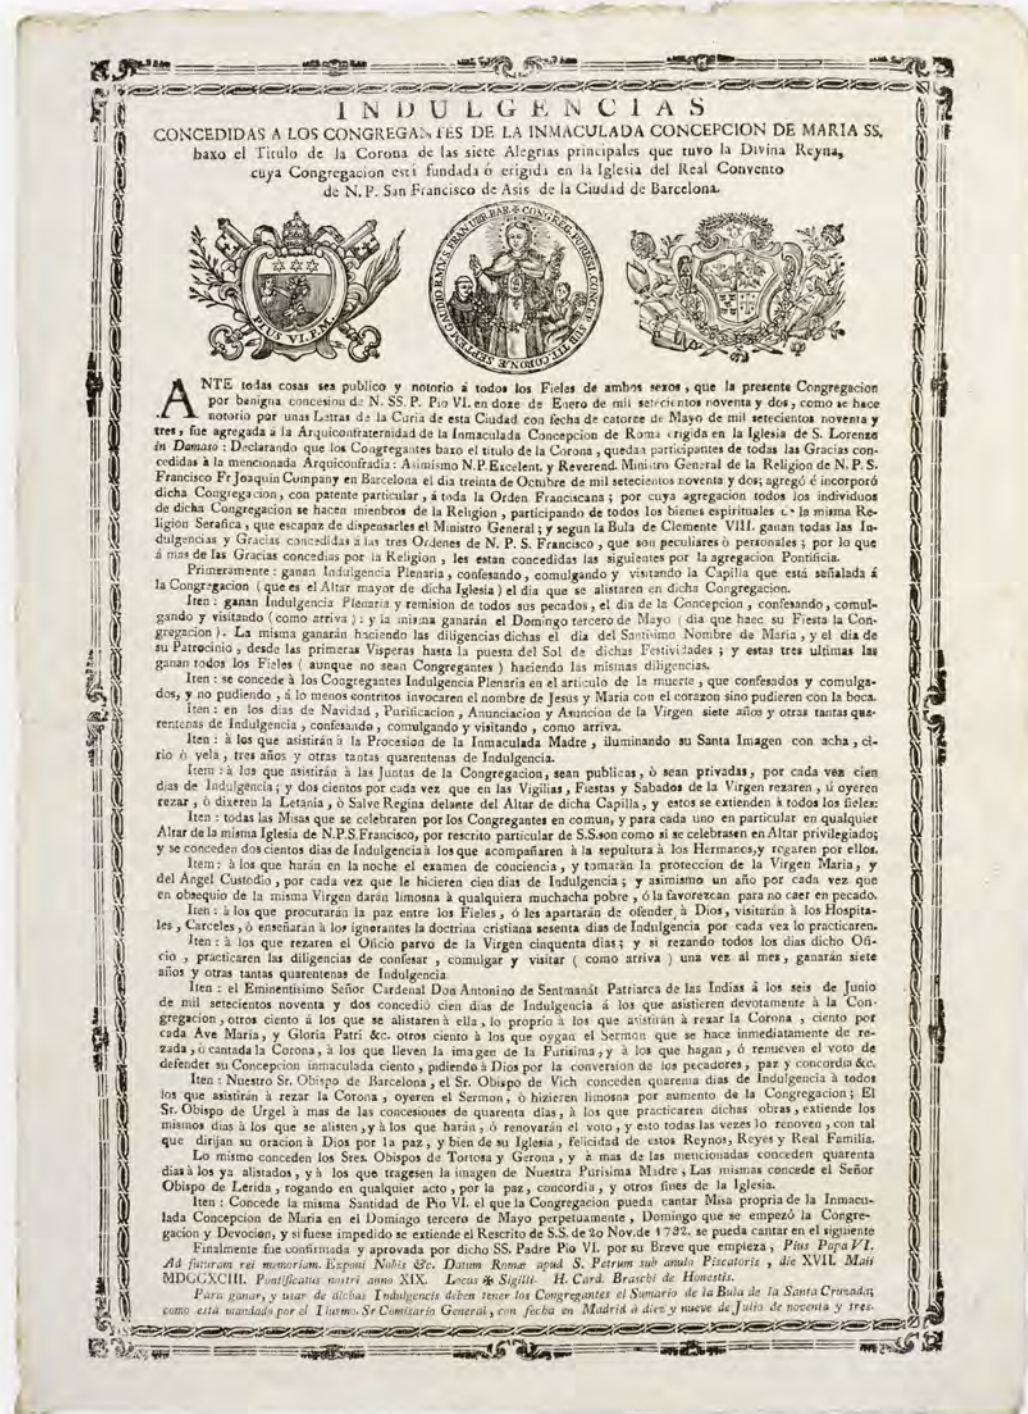 INDULGENCIAS
CONCEDIDAS A LOS CONGREGANTES DE LA INMACULADA CONCEPCION DE MARIA SS.
baxo el Titulo de la Corona de las siete Alegrias principales que tuvo la Divina Reyna,
cuya Congregacion está fundada ó erigida en la Iglesia del Real Convento
de N. P. San Francisco de Asis de la Ciudad de Barcelona.
PIUS VI. P. M.
CONGREG. PURISSI. CONCEP. SUB TIT. CORONÆ SEPTEM GAUDIO B. M. V. S. FRAN URB. BAR.
ANTE todas cosas sea publico y notorio á todos los Fieles de ambos sexos, que la presente Congregacion
por benigna concesion de N. SS. P. Pio VI. en doze de Enero de mil setecientos noventa y dos, como se hace
notorio por unas Letras de la Curia de esta Ciudad con fecha de catorce de Mayo de mil setecientos noventa y
tres, fue agregada á la Arquiconfraternidad de la Inmaculada Concepcion de Roma erigida en la Iglesia de S. Lorenzo
in Damaso: Declarando que los Congregantes baxo el titulo de la Corona, quedan participantes de todas las Gracias con-
cedidas à la mencionada Arquiconfradia: Asimismo N.P.Excelent. y Reverend. Ministro General de la Religion de N. P. S.
Francisco Fr Joaquin Company en Barcelona el dia treinta de Octubre de mil setecientos noventa y dos; agregó é incorporó
dicha Congregacion, con patente particular, á toda la Orden Franciscana; por cuya agregacion todos los individuos
de dicha Congregacion se hacen mienbros de la Religion, participando de todos los bienes espirituales de la misma Re-
ligion Serafica, que escapaz de dispensarles el Ministro General; y segun la Bula de Clemente VIII. ganan todas las In-
dulgencias y Gracias concedidas á las tres Ordenes de N. P. S. Francisco, que son peculiares ò personales; por lo que
á mas de las Gracias concedias por la Religion, les estan concedidas las siguientes por la agregacion Pontificia.
Primeramente: ganan Indulgencia Plenaria, confesando, comulgando y visitando la Capilla que está señalada á
la Congregacion (que es el Altar mayor de dicha Iglesia) el dia que se alistaren en dicha Congregacion.
Iten: ganan Indulgencia Plenaria y remision de todos sus pecados, el dia de la Concepcion, confesando, comul-
gando y visitando (como arriva): y la misma ganarán el Domingo tercero de Mayo (dia que haec su Fiesta la Con-
gregacion). La misma ganarán haciendo las diligencias dichas el dia del Santisimo Nombre de Maria, y el dia de
su Patrocinio, desde las primeras Visperas hasta la puesta del Sol de dichas Festividades; y estas tres ultimas las
ganan todos los Fieles (aunque no sean Congregantes) haciendo las mismas diligencias.
Iten: se concede à los Congregantes Indulgencia Plenaria en el articulo de la muerte, que confesados y comulga-
dos, y no pudiendo, á lo menos contritos invocaren el nombre de Jesus y Maria con el corazon sino pudieren con la boca.
Iten: en los dias de Navidad, Purificacion, Anunciacion y Asuncion de la Virgen siete años y otras tantas qua-
rentenas de Indulgencia, confesando, comulgando y visitando, como arriva.
Iten: à los que asistirán à la Procesion de la Inmaculada Madre, iluminando su Santa Imagen con acha, ci-
rio ò vela, tres años y otras tantas quarentenas de Indulgencia.
Item: à los que asistirán à las Juntas de la Congregacion, sean publicas, ò sean privadas, por cada vez cien
dias de Indulgencia; y dos cientos por cada vez que en las Vigilias, Fiestas y Sabados de la Virgen rezaren, ú oyeren
rezar, ò dixeren la Letania, ò Salve Regina delante del Altar de dicha Capilla, y estos se extienden à todos los fieles:
Iten: todas las Misas que se celebraren por los Congregantes en comun, y para cada uno en particular en qualquier
Altar de la misma Iglesia de N.P.S.Francisco, por rescrito particular de S.S.son como si se celebrasen en Altar privilegiado;
y se conceden dos cientos dias de Indulgencia à los que acompañaren à la sepultura à los Hermanos,y rogaren por ellos.
Item: à los que harán en la noche el examen de conciencia, y tomarán la proteccion de la Virgen Maria, y
del Angel Custodio, por cada vez que le hicieren cien dias de Indulgencia; y asimismo un año por cada vez que
en obsequio de la misma Virgen darán limosna à qualquiera muchacha pobre, ó la favorezcan para no caer en pecado.
Iten: à los que procurarán la paz entre los Fieles, ó les apartarán de ofender à Dios, visitarán à los Hospita-
les, Carceles, ò enseñarán à los ignorantes la doctrina cristiana sesenta dias de Indulgencia por cada vez lo practicaren.
Iten: à los que rezaren el Oficio parvo de la Virgen cinquenta dias; y si rezando todos los dias dicho Ofi-
cio, practicaren las diligencias de confesar, comulgar y visitar (como arriva) una vez al mes, ganarán siete
años y otras tantas quarentenas de Indulgencia.
Iten: el Eminentisimo Señor Cardenal Don Antonino de Sentmanát Patriarca de las Indias á los seis de Junio
de mil setecientos noventa y dos concedió cien dias de Indulgencia á los que asistieren devotamente à la Con-
gregacion, otros ciento á los que se alistaren à ella, lo proprio à los que asistirán à rezar la Corona, ciento por
cada Ave Maria, y Gloria Patri &c. otros ciento à los que oygan el Sermon que se hace inmediatamente de re-
zada, ò cantada la Corona, à los que lleven la imagen de la Purisima, y à los que hagan, ó renueven el voto de
defender su Concepcion inmaculada ciento, pidiendo à Dios por la conversion de los pecadores, paz y concordia &c.
Iten: Nuestro Sr. Obispo de Barcelona, el Sr. Obispo de Vich conceden quarenta dias de Indulgencia à todos
los que asistirán à rezar la Corona, oyeren el Sermon, ò hizieren limosna por aumento de la Congregacion; El
Sr. Obispo de Urgel à mas de las concesiones de quarenta dias, à los que practicaren dichas obras, extiende los
mismos dias à los que se alisten, y à los que harán, ó renovarán el voto, y esto todas las vezes lo renoven, con tal
que dirijan su oracion à Dios por la paz, y bien de su Iglesia, felicidad de estos Reynos, Reyes y Real Familia.
Lo mismo conceden los Sres. Obispos de Tortosa y Gerona, y à mas de las mencionadas conceden quarenta
dias à los ya alistados, y à los que tragesen la imagen de Nuestra Purisima Madre, Las mismas concede el Señor
Obispo de Lerida, rogando en qualquier acto, por la paz, concordia, y otros fines de la Iglesia.
Iten: Concede la misma Santidad de Pio VI. el que la Congregacion pueda cantar Misa propria de la Inmacu-
lada Concepcion de Maria en el Domingo tercero de Mayo perpetuamente, Domingo que se empezó la Congre-
gacion y Devocion, y si fuese impedido se extiende el Rescrito de S.S. de 20 Nov.de 1792. se pueda cantar en el siguiente
Finalmente fue confirmada y aprovada por dicho SS. Padre Pio VI. por su Breve que empieza, Pius Papa VI.
Ad futuram rei memoriam. Exponi Nobis &c. Datum Romæ apud S. Petrum sub anulo Piscatoris, die XVII. Maii
MDCCXCIII. Pontificatus nostri anno XIX. Locus ✠ Sigilli. H. Card. Braschi de Honestis.
Para ganar, y usar de dichas Indulgencis deben tener los Congregantes el Sumario de la Bula de la Santa Cruzada;
como está mandado por el Ilusmo. Sr Comisario General, con fecha en Madrid á diez y nueve de Julio de noventa y tres.